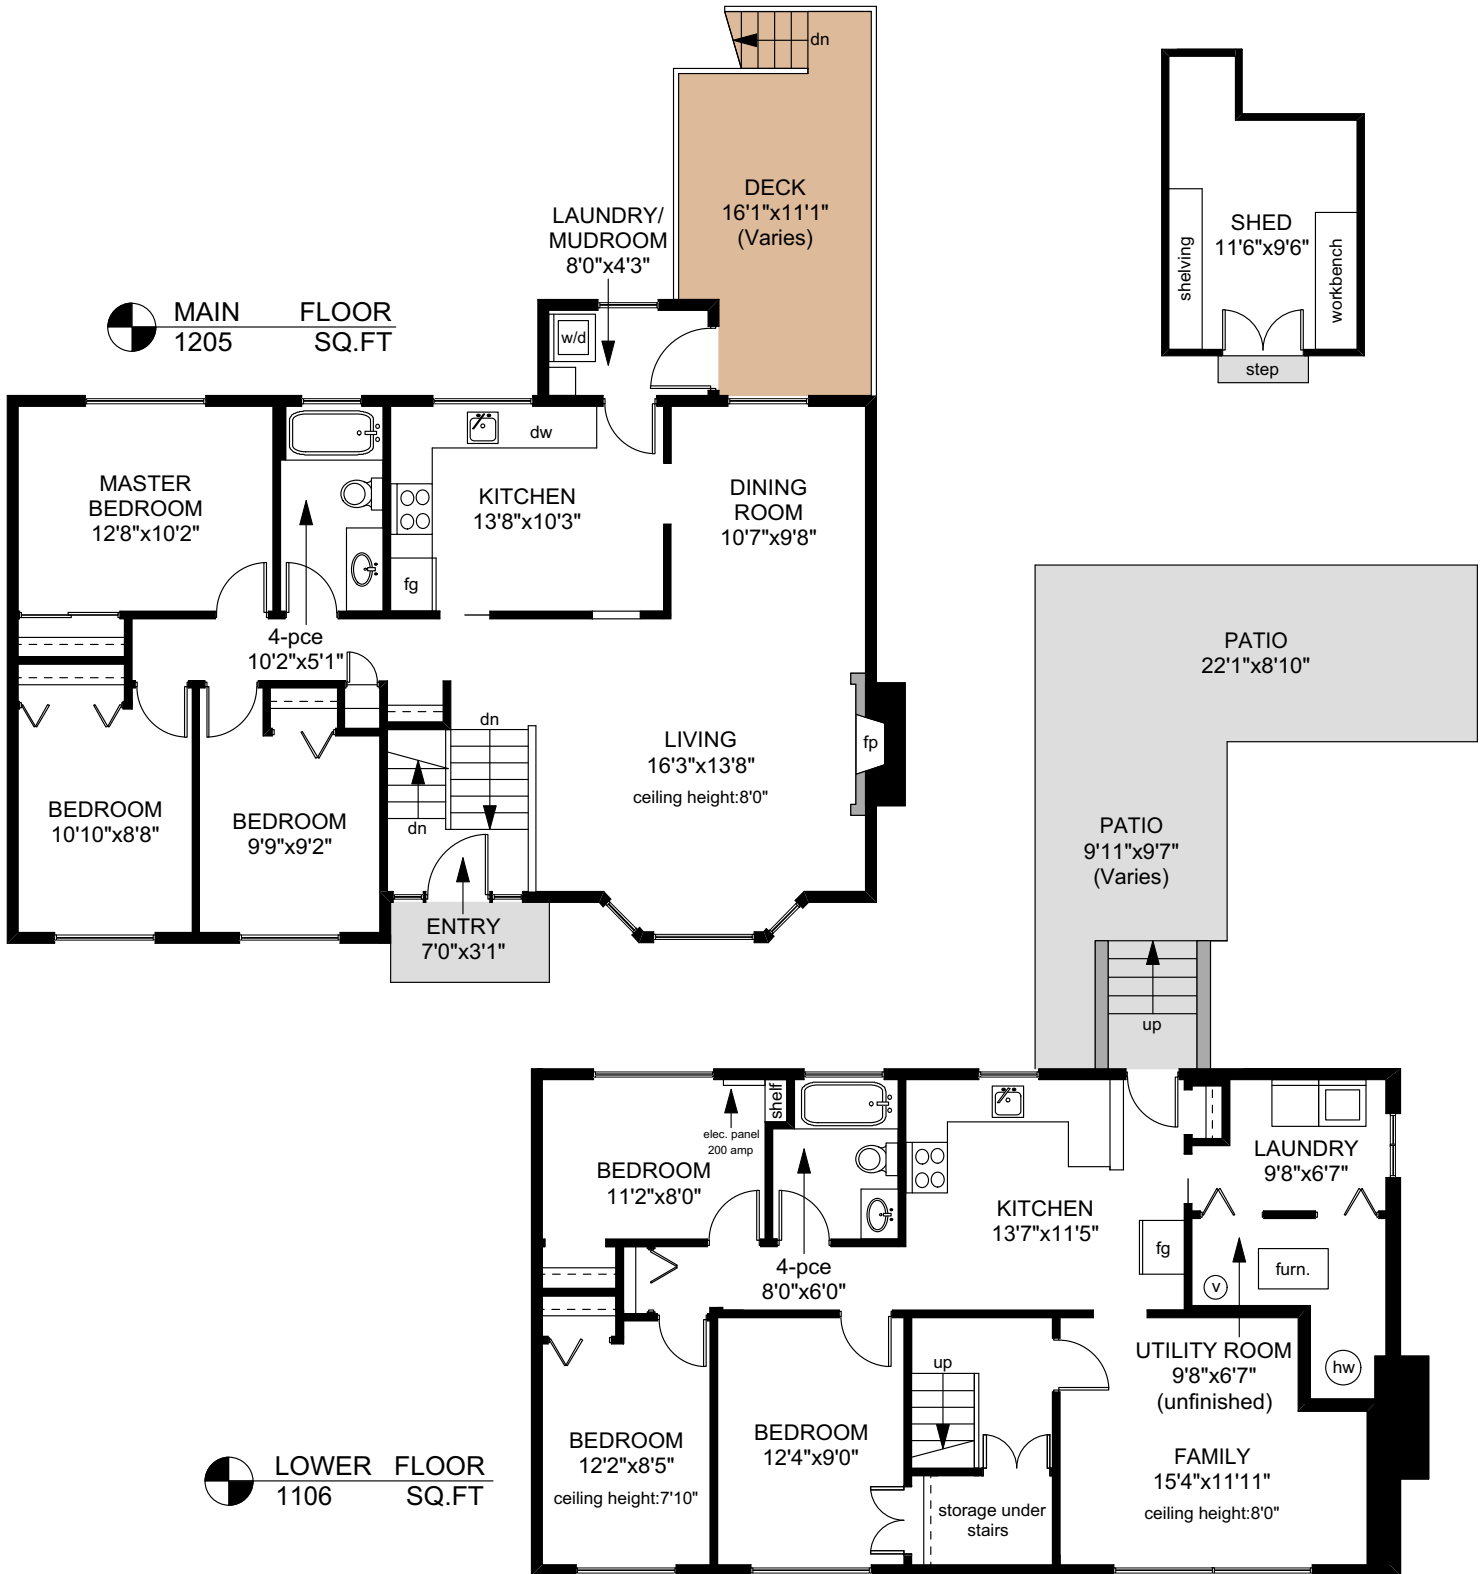 dn
DECK
16'1"x11'1"
(Varies)
LAUNDRY/
MUDROOM
8'0"x4'3"
SHED
11'6"x9'6"
shelving
workbench
step
MAIN FLOOR
1205 SQ.FT
w/d
dw
MASTER
BEDROOM
12'8"x10'2"
KITCHEN
13'8"x10'3"
DINING
ROOM
10'7"x9'8"
fg
4-pce
10'2"x5'1"
PATIO
22'1"x8'10"
dn
LIVING
16'3"x13'8"
ceiling height:8'0"
fp
BEDROOM
10'10"x8'8"
BEDROOM
9'9"x9'2"
dn
PATIO
9'11"x9'7"
(Varies)
ENTRY
7'0"x3'1"
up
shelf
elec. panel
200 amp
BEDROOM
11'2"x8'0"
LAUNDRY
9'8"x6'7"
KITCHEN
13'7"x11'5"
fg
4-pce
8'0"x6'0"
v
furn.
UTILITY ROOM
9'8"x6'7"
(unfinished)
hw
up
BEDROOM
12'2"x8'5"
ceiling height:7'10"
BEDROOM
12'4"x9'0"
FAMILY
15'4"x11'11"
ceiling height:8'0"
LOWER FLOOR
1106 SQ.FT
storage under
stairs